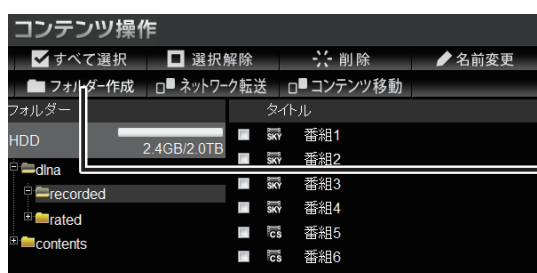 コンテンツ操作
すべて選択 選択解除 削除 名前変更
フォルダー作成 ネットワーク転送 コンテンツ移動
フォルダー タイトル
HDD 2.4GB/2.0TB
dlna
recorded
rated
contents
SKY 番組1
SKY 番組2
SKY 番組3
SKY 番組4
CS 番組5
CS 番組6